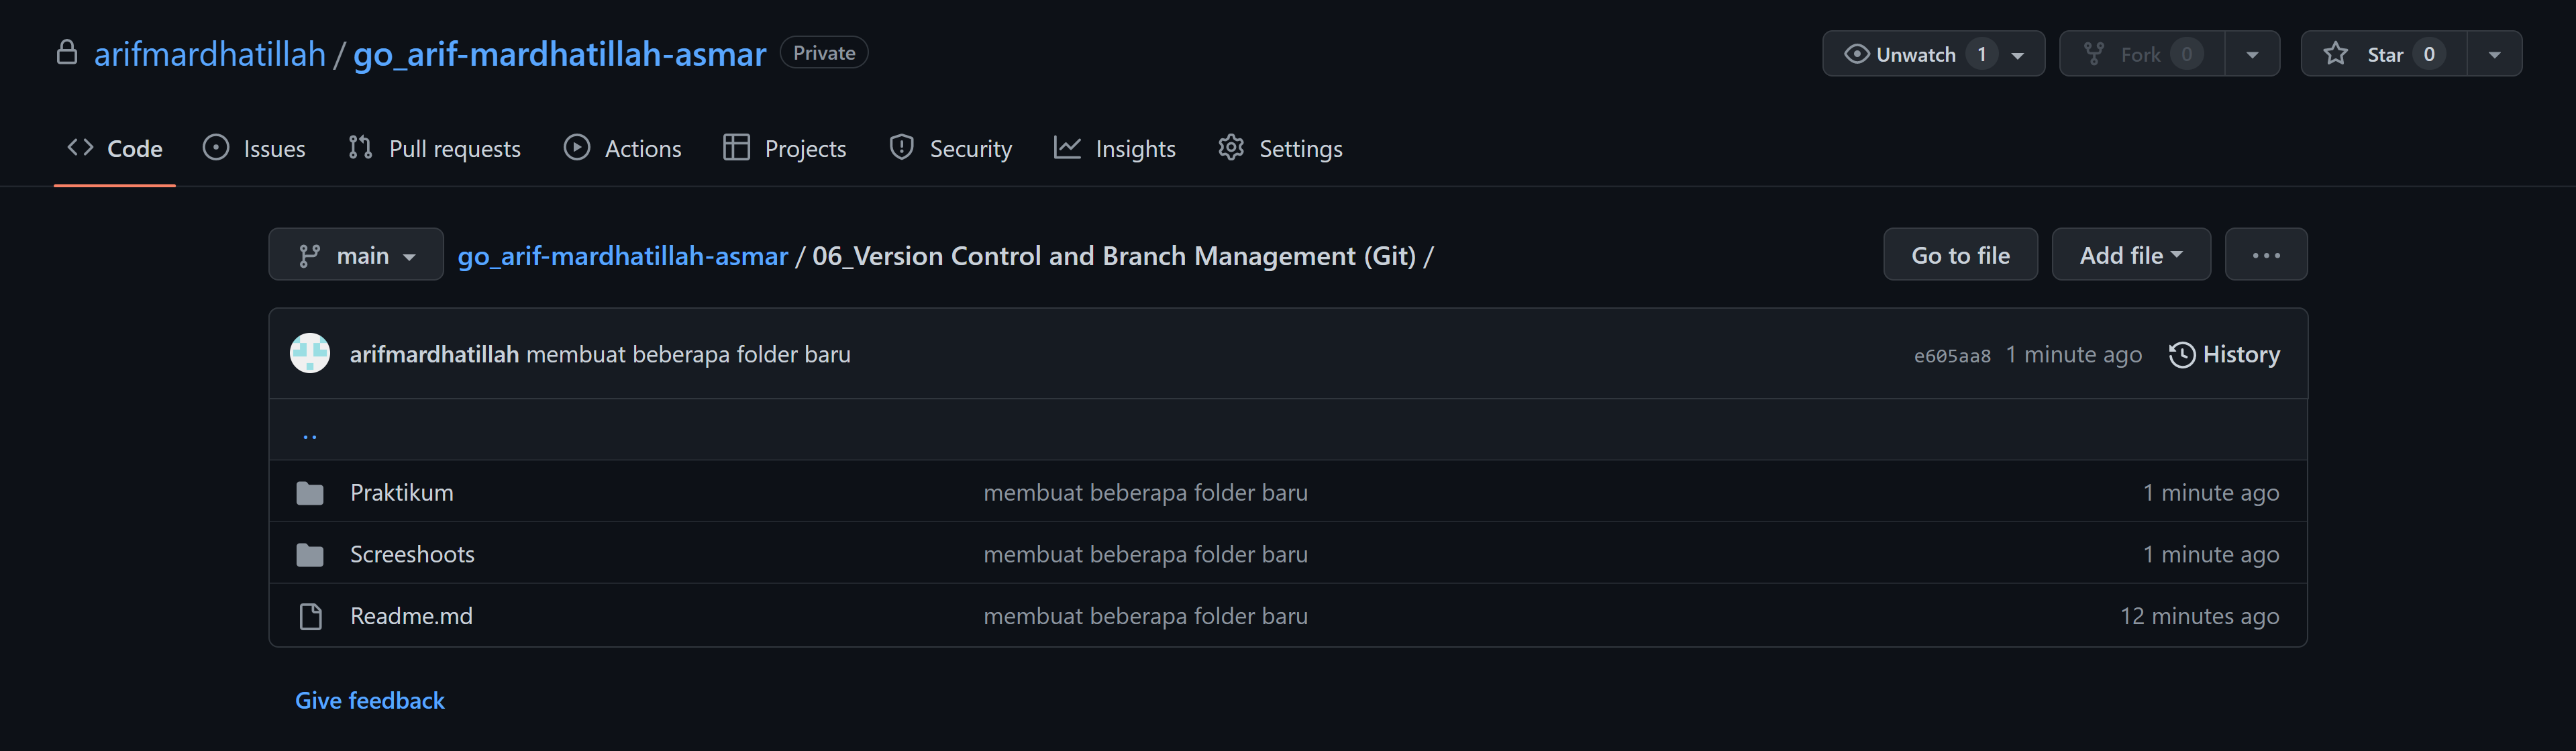 arifmardhatillah / go_arif-mardhatillah-asmar Private Unwatch 1 Fork 0 Star 0
Code Issues Pull requests Actions Projects Security Insights Settings
main go_arif-mardhatillah-asmar / 06_Version Control and Branch Management (Git) / Go to file Add file ...
arifmardhatillah membuat beberapa folder baru e605aa8 1 minute ago History
..
Praktikum membuat beberapa folder baru 1 minute ago
Screeshoots membuat beberapa folder baru 1 minute ago
Readme.md membuat beberapa folder baru 12 minutes ago
Give feedback